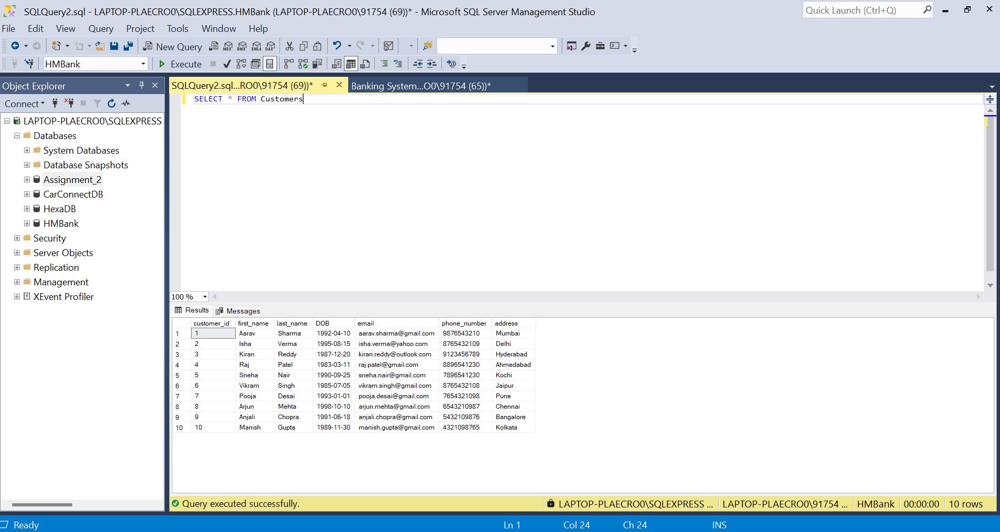 SQLQuery2.sql - LAPTOP-PLAECRO0\SQLEXPRESS.HMBank (LAPTOP-PLAECRO0\91754 (69))* - Microsoft SQL Server Management Studio
Quick Launch (Ctrl+Q)
File Edit View Query Project Tools Window Help
New Query MDX DMX XMLA DAX
HMBank Execute
Object Explorer
SQLQuery2.sql...RO0\91754 (69))* Banking System...O0\91754 (65))*
Connect
SELECT * FROM Customers
LAPTOP-PLAECRO0\SQLEXPRESS
Databases
System Databases
Database Snapshots
Assignment_2
CarConnectDB
HexaDB
HMBank
Security
Server Objects
Replication
Management
XEvent Profiler
100 %
Results Messages
customer_id first_name last_name DOB email phone_number address
1 1 Aarav Sharma 1992-04-10 aarav.sharma@gmail.com 9876543210 Mumbai
2 2 Isha Verma 1995-08-15 isha.verma@yahoo.com 8765432109 Delhi
3 3 Kiran Reddy 1987-12-20 kiran.reddy@outlook.com 9123456789 Hyderabad
4 4 Raj Patel 1983-03-11 raj.patel@gmail.com 8896541230 Ahmedabad
5 5 Sneha Nair 1990-09-25 sneha.nair@gmail.com 7896541230 Kochi
6 6 Vikram Singh 1985-07-05 vikram.singh@gmail.com 8765432108 Jaipur
7 7 Pooja Desai 1993-01-01 pooja.desai@gmail.com 7654321098 Pune
8 8 Arjun Mehta 1998-10-10 arjun.mehta@gmail.com 6543210987 Chennai
9 9 Anjali Chopra 1991-06-18 anjali.chopra@gmail.com 5432109876 Bangalore
10 10 Manish Gupta 1989-11-30 manish.gupta@gmail.com 4321098765 Kolkata
Query executed successfully. LAPTOP-PLAECRO0\SQLEXPRESS ... LAPTOP-PLAECRO0\91754 ... HMBank 00:00:00 10 rows
Ready Ln 1 Col 24 Ch 24 INS